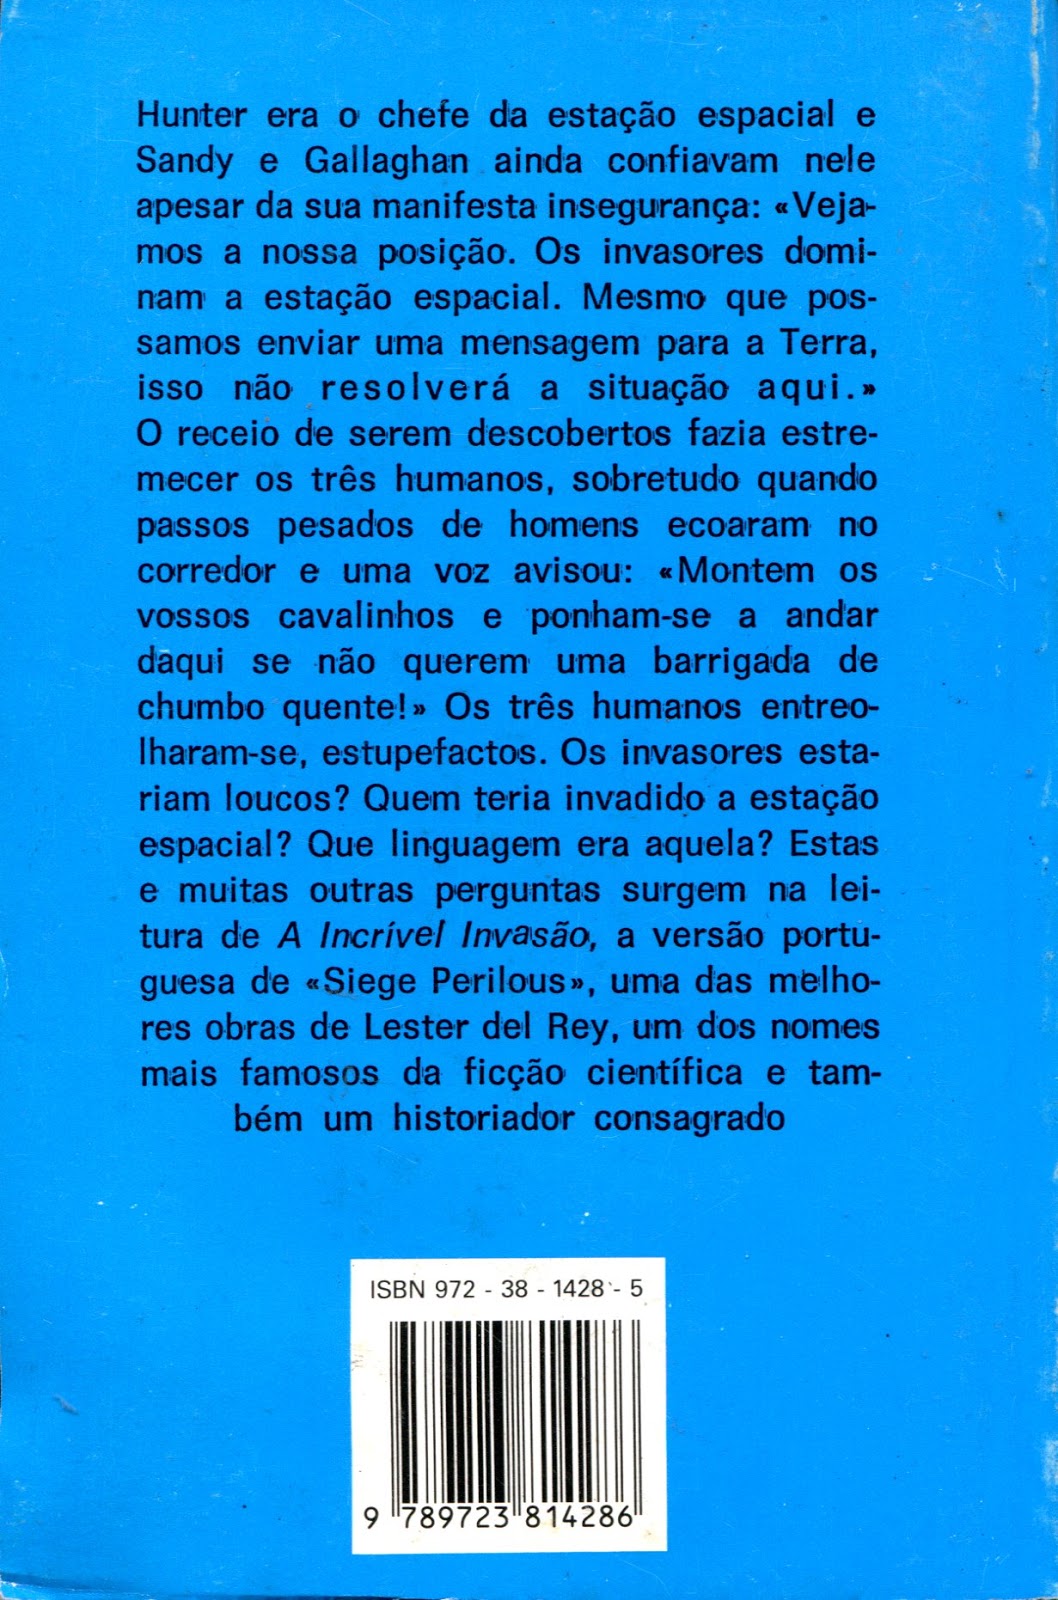 Hunter era o chefe da estação espacial e
Sandy e Gallaghan ainda confiavam nele
apesar da sua manifesta insegurança: «Veja-
mos a nossa posição. Os invasores domi-
nam a estação espacial. Mesmo que pos-
samos enviar uma mensagem para a Terra,
isso não resolverá a situação aqui.»
O receio de serem descobertos fazia estre-
mecer os três humanos, sobretudo quando
passos pesados de homens ecoaram no
corredor e uma voz avisou: «Montem os
vossos cavalinhos e ponham-se a andar
daqui se não querem uma barrigada de
chumbo quente!» Os três humanos entreo-
lharam-se, estupefactos. Os invasores esta-
riam loucos? Quem teria invadido a estação
espacial? Que linguagem era aquela? Estas
e muitas outras perguntas surgem na lei-
tura de A Incrível Invasão, a versão portu-
guesa de «Siege Perilous», uma das melho-
res obras de Lester del Rey, um dos nomes
mais famosos da ficção científica e tam-
bém um historiador consagrado
ISBN 972 - 38 - 1428 - 5
9 789723 814286